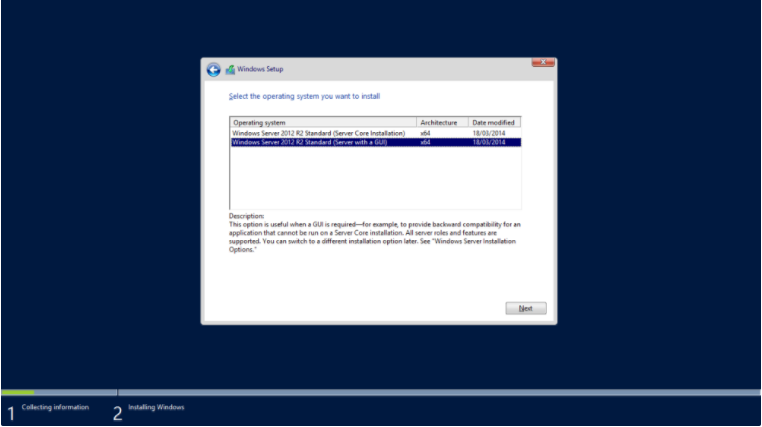 Windows Setup
Select the operating system you want to install
Operating system Architecture Date modified
Windows Server 2012 R2 Standard (Server Core Installation) x64 18/03/2014
Windows Server 2012 R2 Standard (Server with a GUI) x64 18/03/2014
Description:
This option is useful when a GUI is required—for example, to provide backward compatibility for an
application that cannot be run on a Server Core installation. All server roles and features are
supported. You can switch to a different installation option later. See "Windows Server Installation
Options."
Next
1 Collecting information 2 Installing Windows